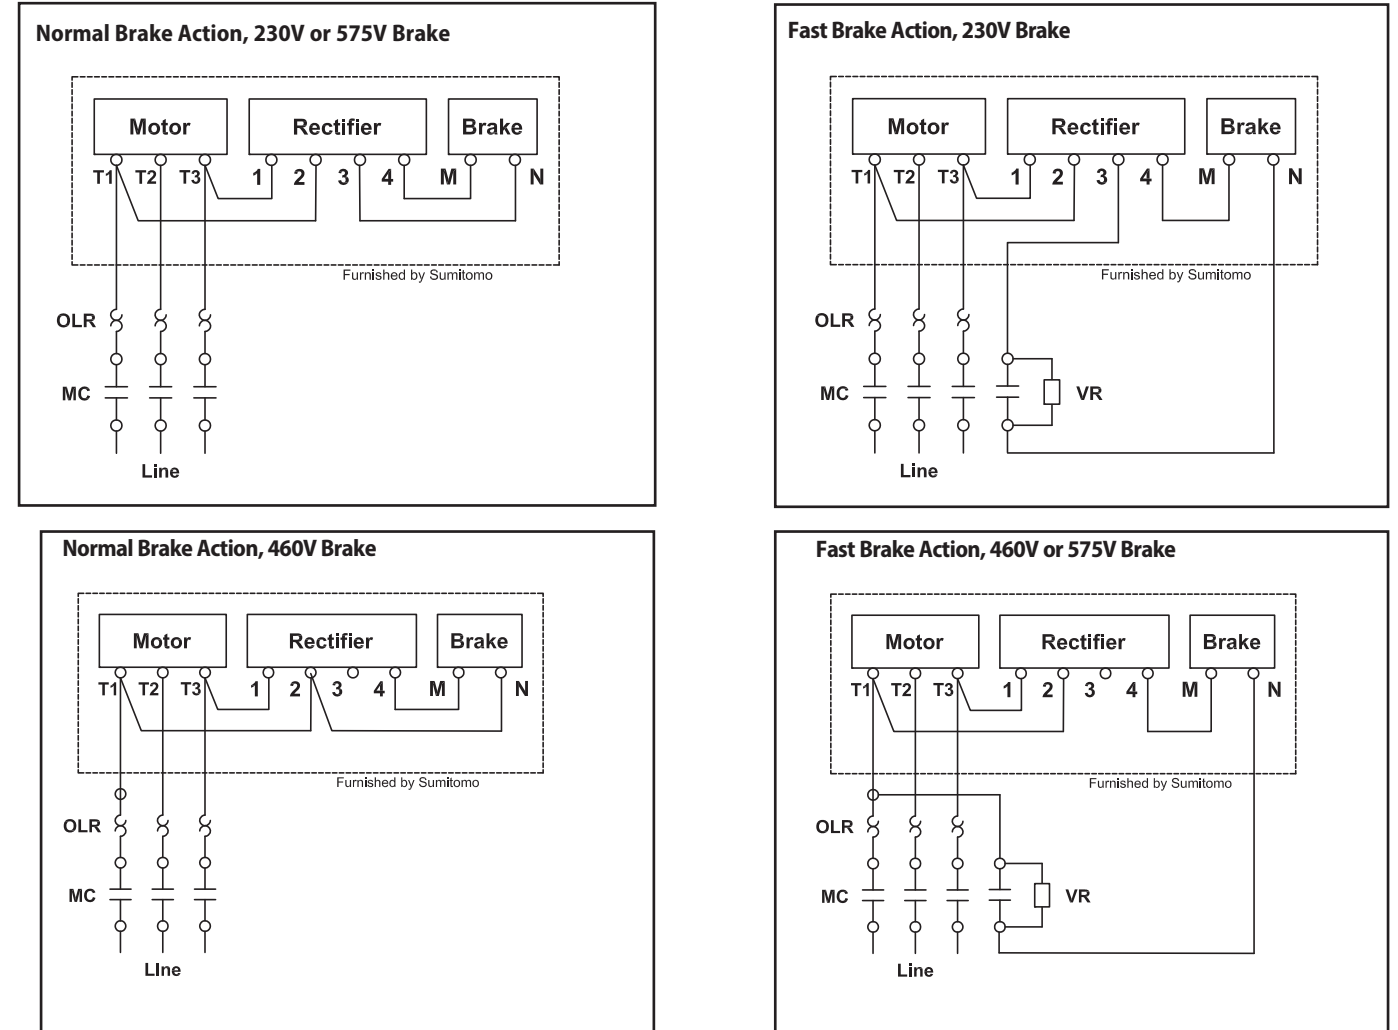 Normal Brake Action, 230V or 575V Brake
Motor Rectifier Brake
T1 T2 T3 1 2 3 4 M N
Furnished by Sumitomo
OLR
MC
Line
Fast Brake Action, 230V Brake
Motor Rectifier Brake
T1 T2 T3 1 2 3 4 M N
Furnished by Sumitomo
OLR
MC VR
Line
Normal Brake Action, 460V Brake
Motor Rectifier Brake
T1 T2 T3 1 2 3 4 M N
Furnished by Sumitomo
OLR
MC
LIne
Fast Brake Action, 460V or 575V Brake
Motor Rectifier Brake
T1 T2 T3 1 2 3 4 M N
Furnished by Sumitomo
OLR
MC VR
Line